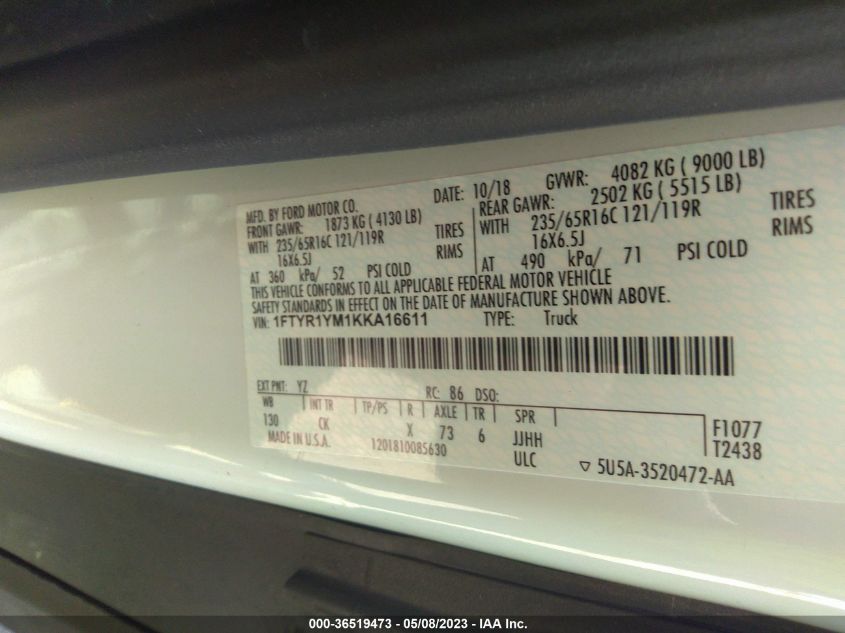 MFD. BY FORD MOTOR CO.
DATE: 10/18 GVWR: 4082 KG ( 9000 LB)
FRONT GAWR: 1873 KG ( 4130 LB) REAR GAWR: 2502 KG ( 5515 LB)
WITH 235/65R16C 121/119R TIRES WITH 235/65R16C 121/119R TIRES
16X6.5J RIMS 16X6.5J RIMS
AT 360 kPa/ 52 PSI COLD AT 490 kPa/ 71 PSI COLD
THIS VEHICLE CONFORMS TO ALL APPLICABLE FEDERAL MOTOR VEHICLE
SAFETY STANDARDS IN EFFECT ON THE DATE OF MANUFACTURE SHOWN ABOVE.
VIN: 1FTYR1YM1KKA16611 TYPE: Truck
EXT PNT: YZ RC: 86 DSO:
WB INT TR TP/PS R AXLE TR SPR
130 CK X 73 6 JJHH F1077
MADE IN U.S.A. 1201810085630 ULC T2438
▽ 5U5A-3520472-AA
000-36519473 - 05/08/2023 - IAA Inc.